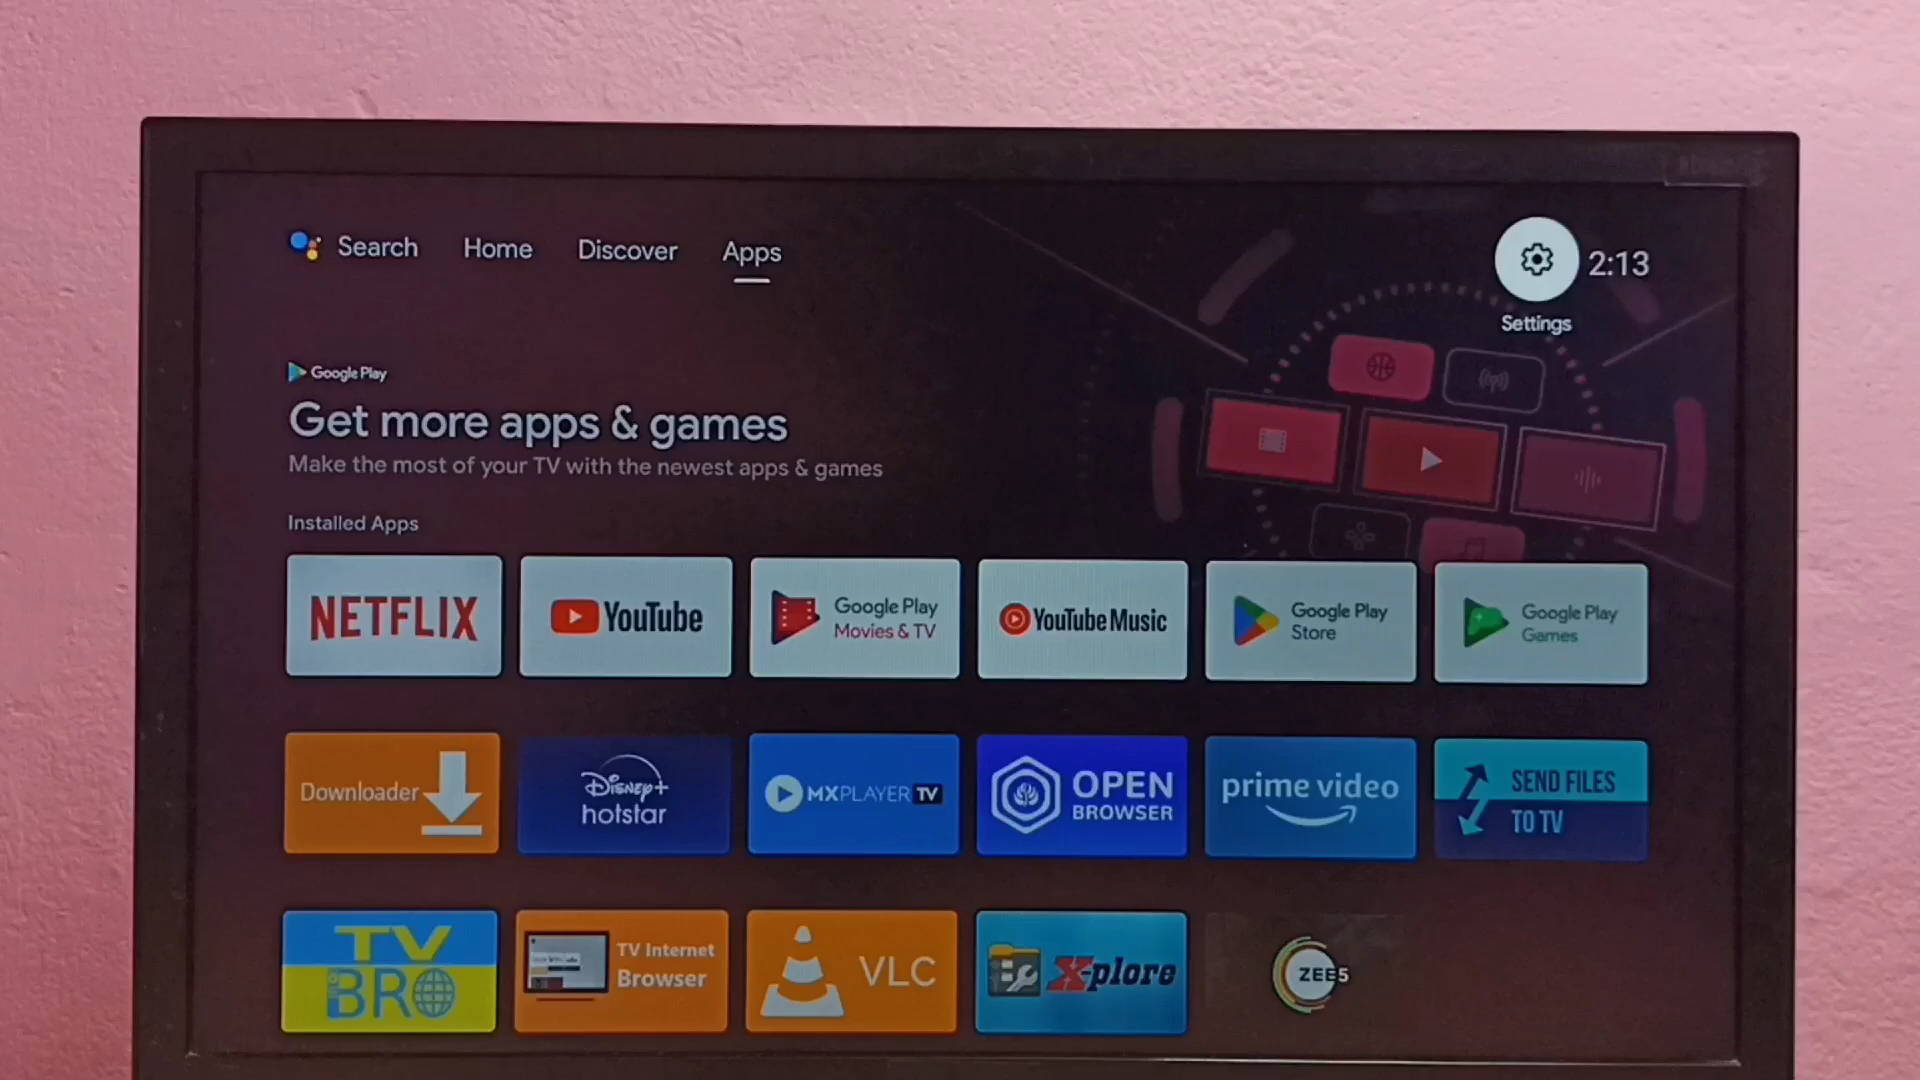 Search Home Discover Apps
2:13
Settings
Google Play
Get more apps & games
Make the most of your TV with the newest apps & games
Installed Apps
NETFLIX
YouTube
Google Play
Movies & TV
YouTube Music
Google Play
Store
Google Play
Games
Downloader
Disney+
hotstar
MXPLAYER TV
OPEN
BROWSER
prime video
SEND FILES
TO TV
TV
BRO
TV Internet
Browser
VLC
X-plore
ZEE5